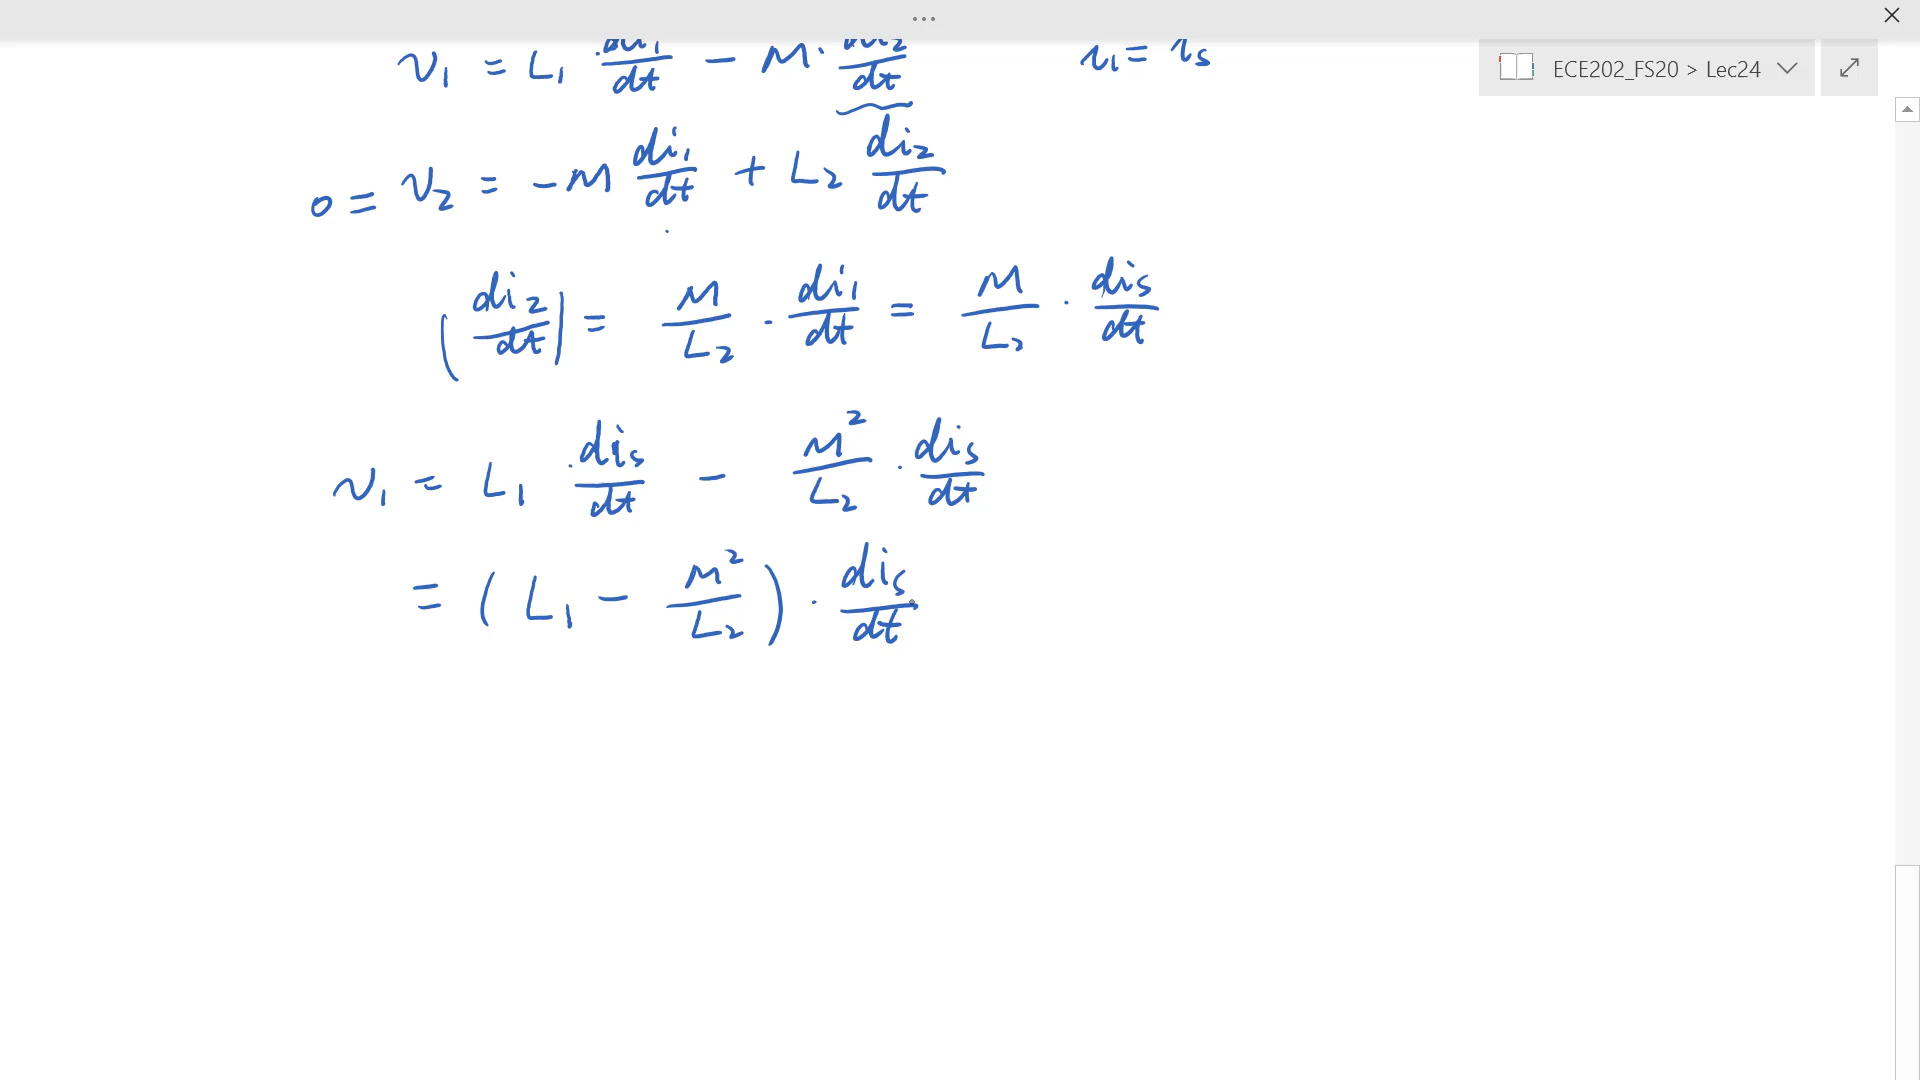 ECE202_FS20 > Lec24
v₁ = L₁ · di₁/dt − M · di₂/dt    i₁ = is
0 = v₂ = −M di₁/dt + L₂ di₂/dt
(di₂/dt) = M/L₂ · di₁/dt = M/L₂ · dis/dt
v₁ = L₁ · dis/dt − M²/L₂ · dis/dt
= (L₁ − M²/L₂) · dis/dt